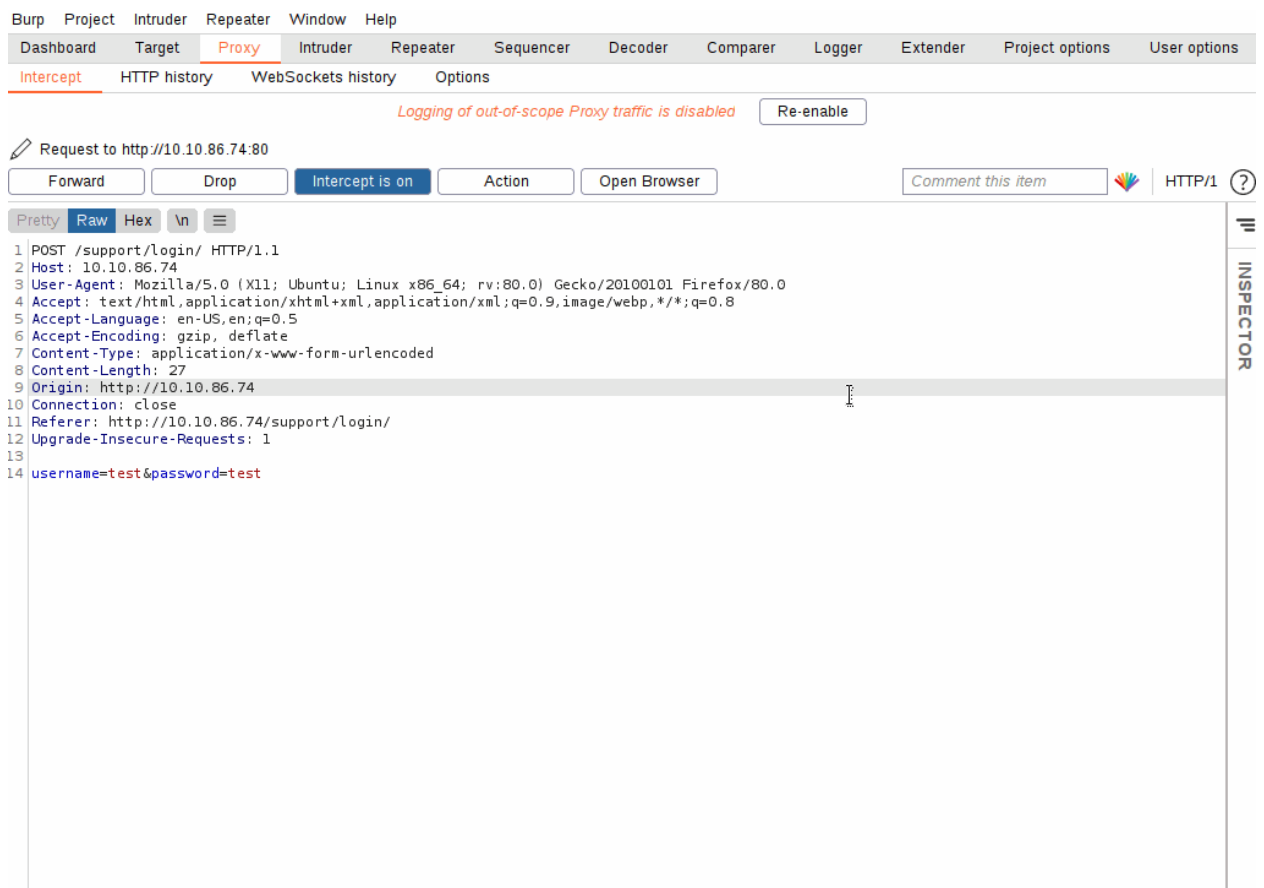 Burp Project Intruder Repeater Window Help
Dashboard Target Proxy Intruder Repeater Sequencer Decoder Comparer Logger Extender Project options User options
Intercept HTTP history WebSockets history Options
Logging of out-of-scope Proxy traffic is disabled Re-enable
Request to http://10.10.86.74:80
Forward Drop Intercept is on Action Open Browser Comment this item HTTP/1 ?
Pretty Raw Hex \n
INSPECTOR
1 POST /support/login/ HTTP/1.1
2 Host: 10.10.86.74
3 User-Agent: Mozilla/5.0 (X11; Ubuntu; Linux x86_64; rv:80.0) Gecko/20100101 Firefox/80.0
4 Accept: text/html,application/xhtml+xml,application/xml;q=0.9,image/webp,*/*;q=0.8
5 Accept-Language: en-US,en;q=0.5
6 Accept-Encoding: gzip, deflate
7 Content-Type: application/x-www-form-urlencoded
8 Content-Length: 27
9 Origin: http://10.10.86.74
10 Connection: close
11 Referer: http://10.10.86.74/support/login/
12 Upgrade-Insecure-Requests: 1
13
14 username=test&password=test